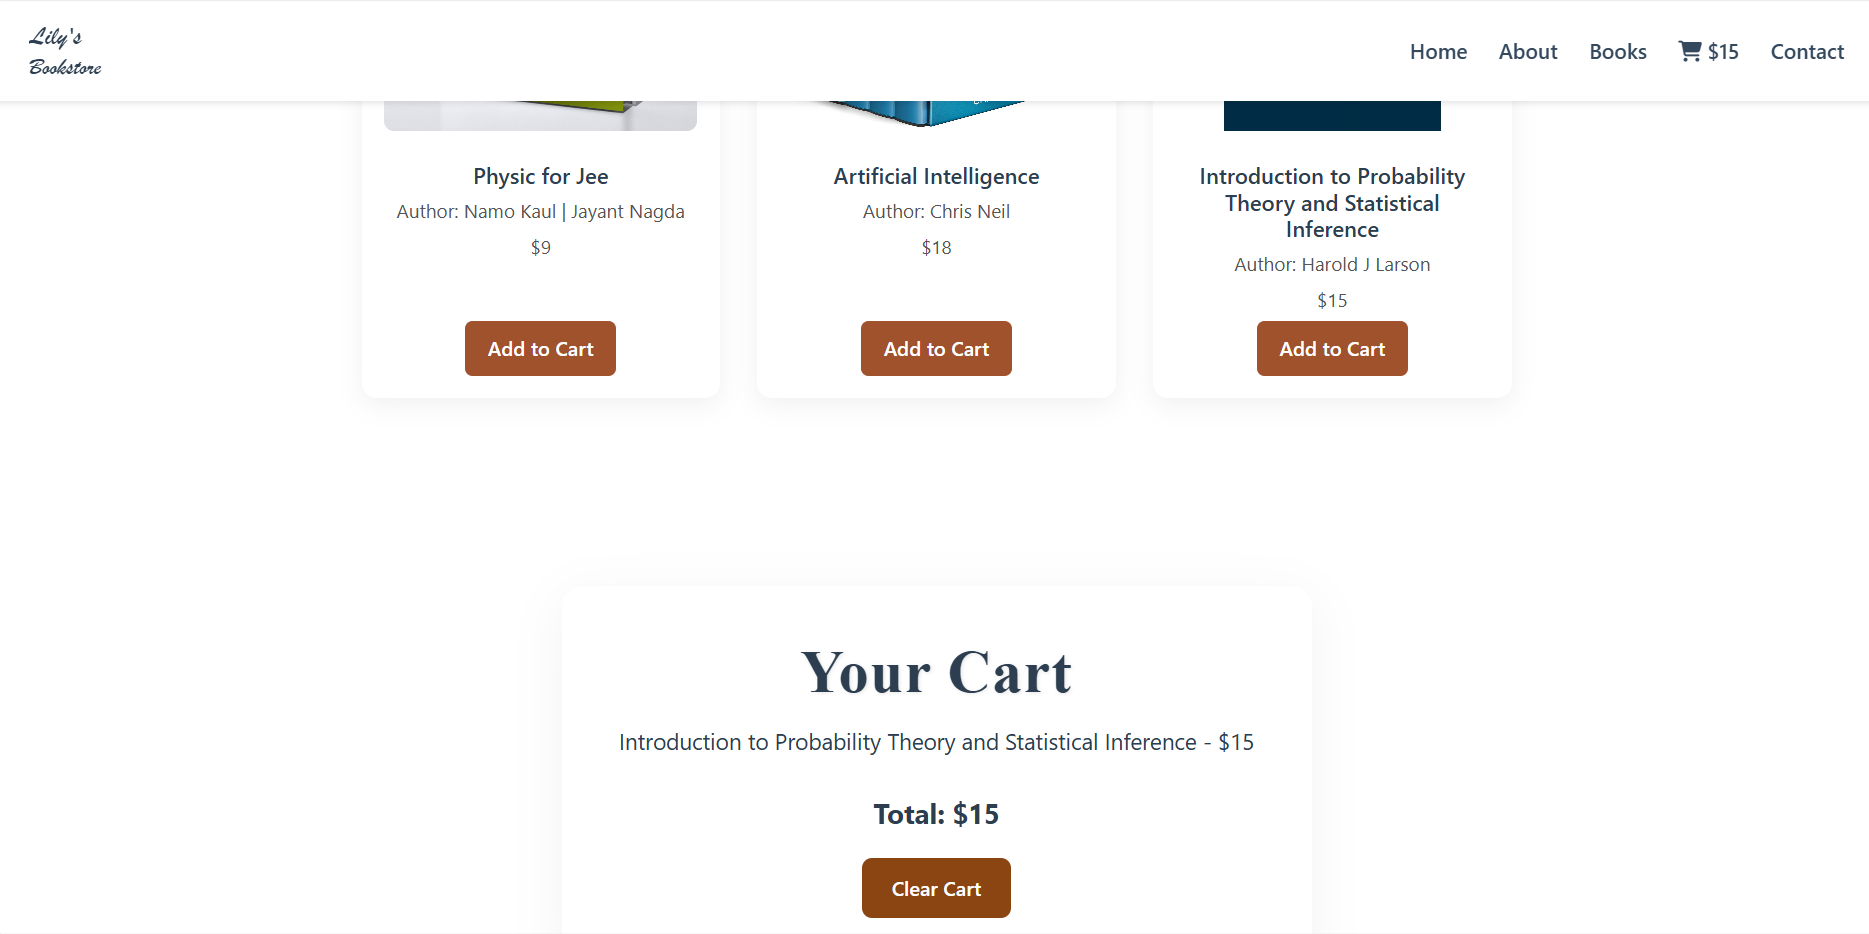 Lily's
Bookstore
Home
About
Books
$15
Contact
Physic for Jee
Author: Namo Kaul | Jayant Nagda
$9
Add to Cart
Artificial Intelligence
Author: Chris Neil
$18
Add to Cart
Introduction to Probability
Theory and Statistical
Inference
Author: Harold J Larson
$15
Add to Cart
Your Cart
Introduction to Probability Theory and Statistical Inference - $15
Total: $15
Clear Cart